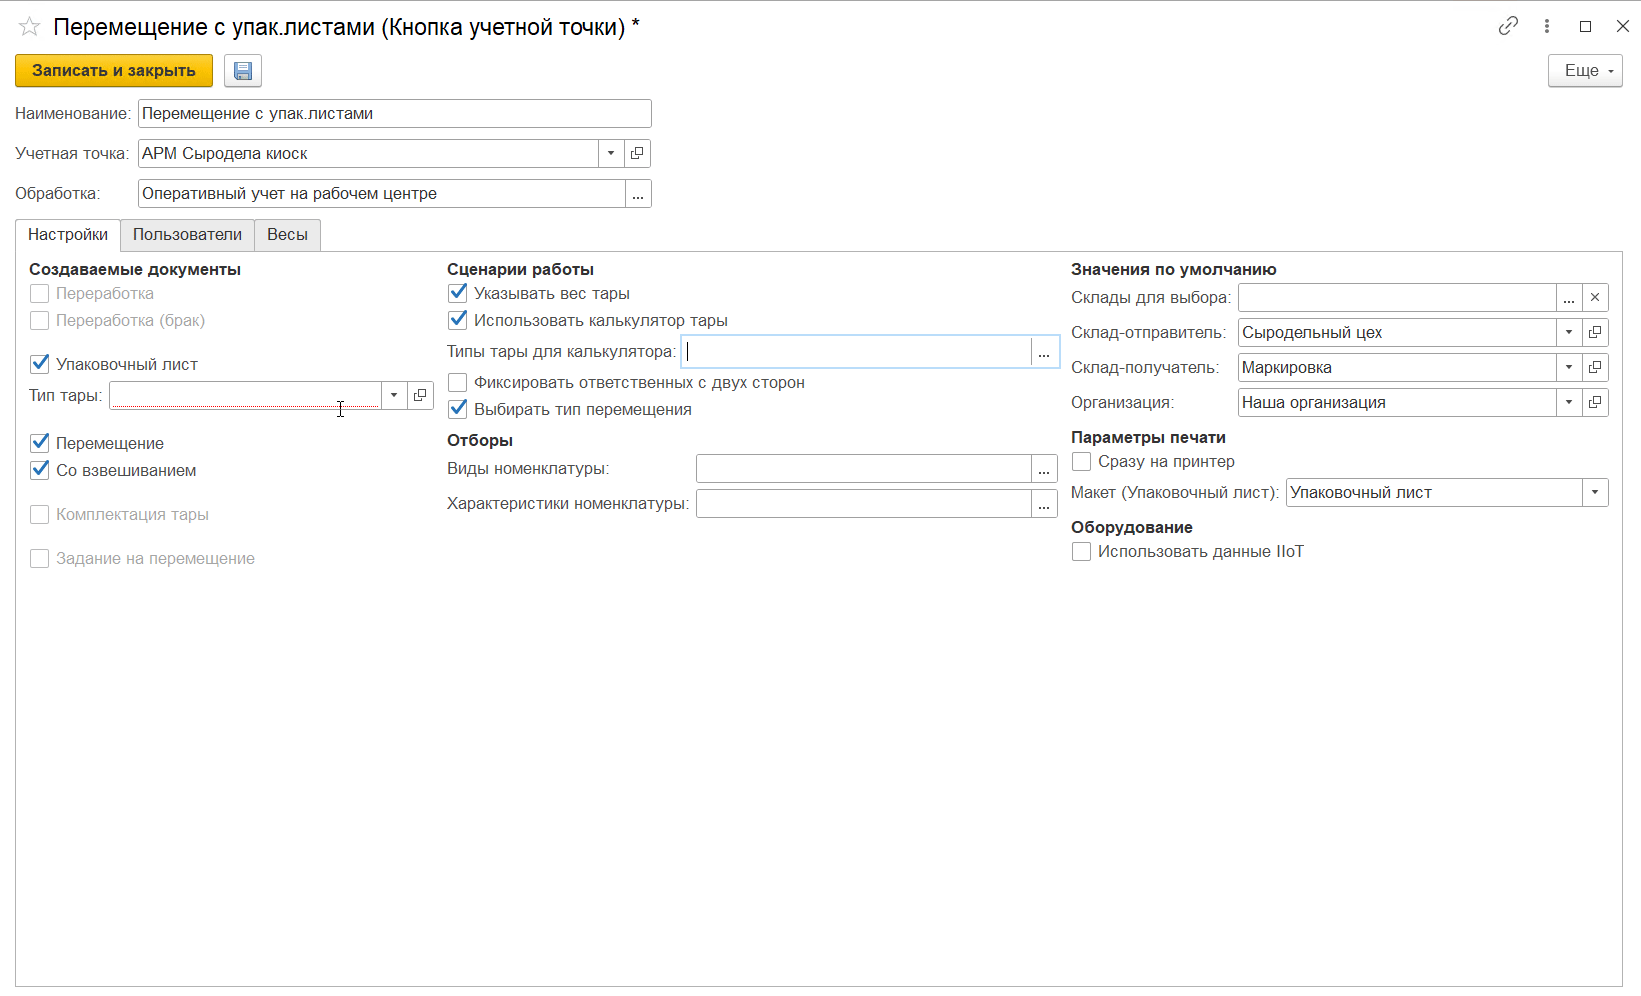 Перемещение с упак.листами (Кнопка учетной точки) *
Записать и закрыть
Еще
Наименование: Перемещение с упак.листами
Учетная точка: АРМ Сыродела киоск
Обработка: Оперативный учет на рабочем центре ...
Настройки Пользователи Весы
Создаваемые документы
Переработка
Переработка (брак)
Упаковочный лист
Тип тары:
Перемещение
Со взвешиванием
Комплектация тары
Задание на перемещение
Сценарии работы
Указывать вес тары
Использовать калькулятор тары
Типы тары для калькулятора: ...
Фиксировать ответственных с двух сторон
Выбирать тип перемещения
Отборы
Виды номенклатуры: ...
Характеристики номенклатуры: ...
Значения по умолчанию
Склады для выбора: ...
Склад-отправитель: Сыродельный цех
Склад-получатель: Маркировка
Организация: Наша организация
Параметры печати
Сразу на принтер
Макет (Упаковочный лист): Упаковочный лист
Оборудование
Использовать данные IIoT